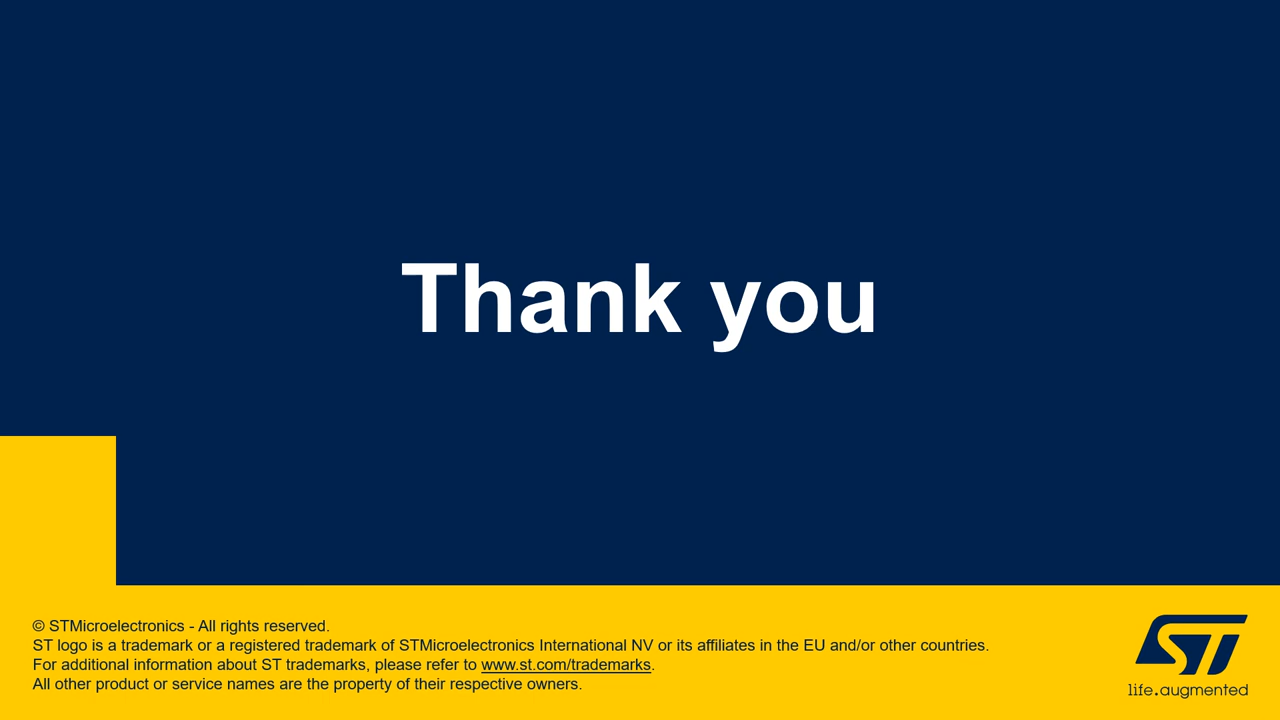 Thank you
© STMicroelectronics - All rights reserved.
ST logo is a trademark or a registered trademark of STMicroelectronics International NV or its affiliates in the EU and/or other countries.
For additional information about ST trademarks, please refer to www.st.com/trademarks.
All other product or service names are the property of their respective owners.
ST
life.augmented